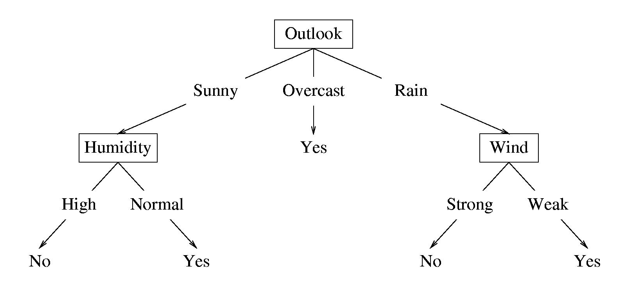 Outlook
Sunny Overcast Rain
Humidity Yes Wind
High Normal Strong Weak
No Yes No Yes